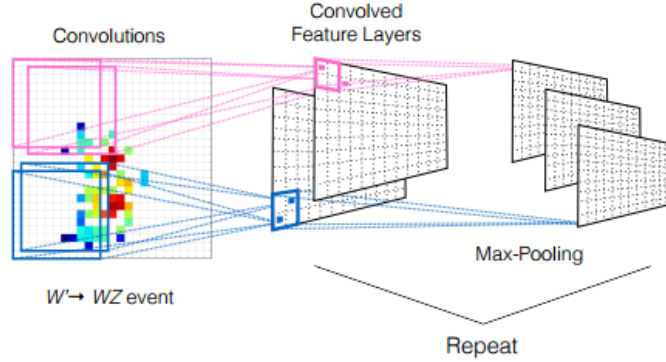 Convolutions
Convolved
Feature Layers
W'→ WZ event
Max-Pooling
Repeat